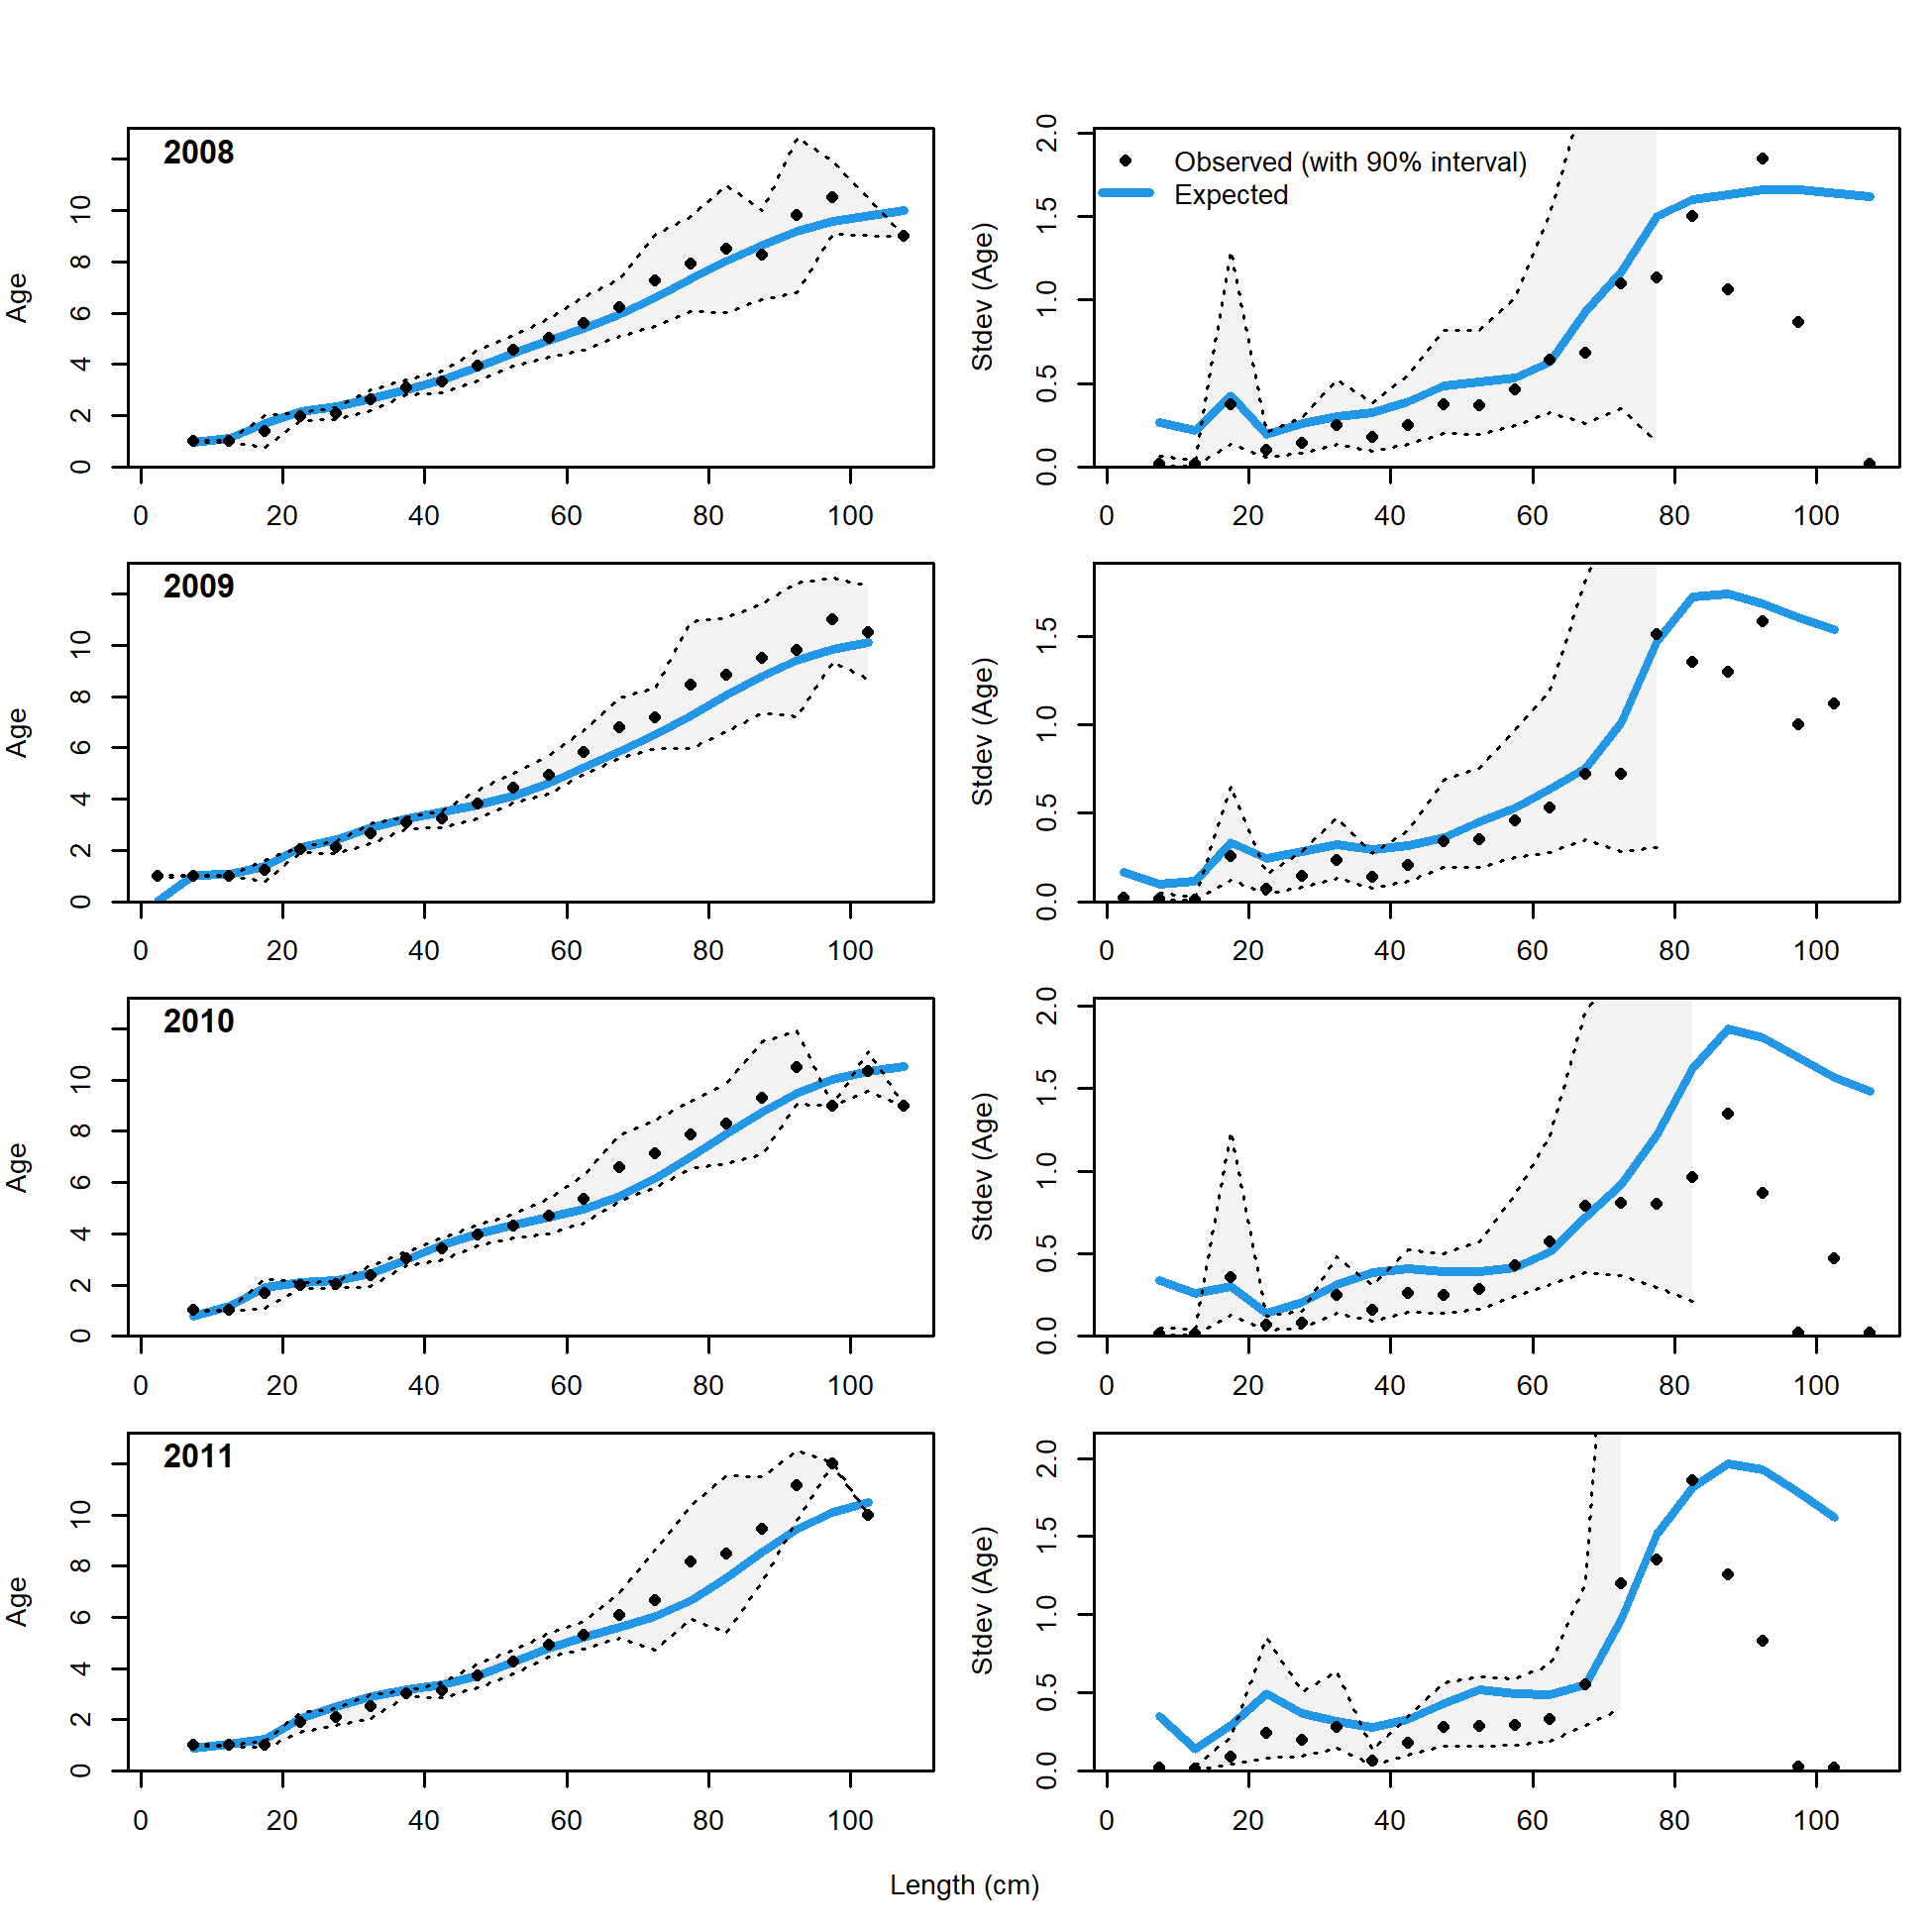 2008
Age
0 2 4 6 8 10
0 20 40 60 80 100
Observed (with 90% interval)
Expected
Stdev (Age)
0.0 0.5 1.0 1.5 2.0
0 20 40 60 80 100
2009
Age
0 2 4 6 8 10
0 20 40 60 80 100
Stdev (Age)
0.0 0.5 1.0 1.5
0 20 40 60 80 100
2010
Age
0 2 4 6 8 10
0 20 40 60 80 100
Stdev (Age)
0.0 0.5 1.0 1.5 2.0
0 20 40 60 80 100
2011
Age
0 2 4 6 8 10
0 20 40 60 80 100
Stdev (Age)
0.0 0.5 1.0 1.5 2.0
0 20 40 60 80 100
Length (cm)